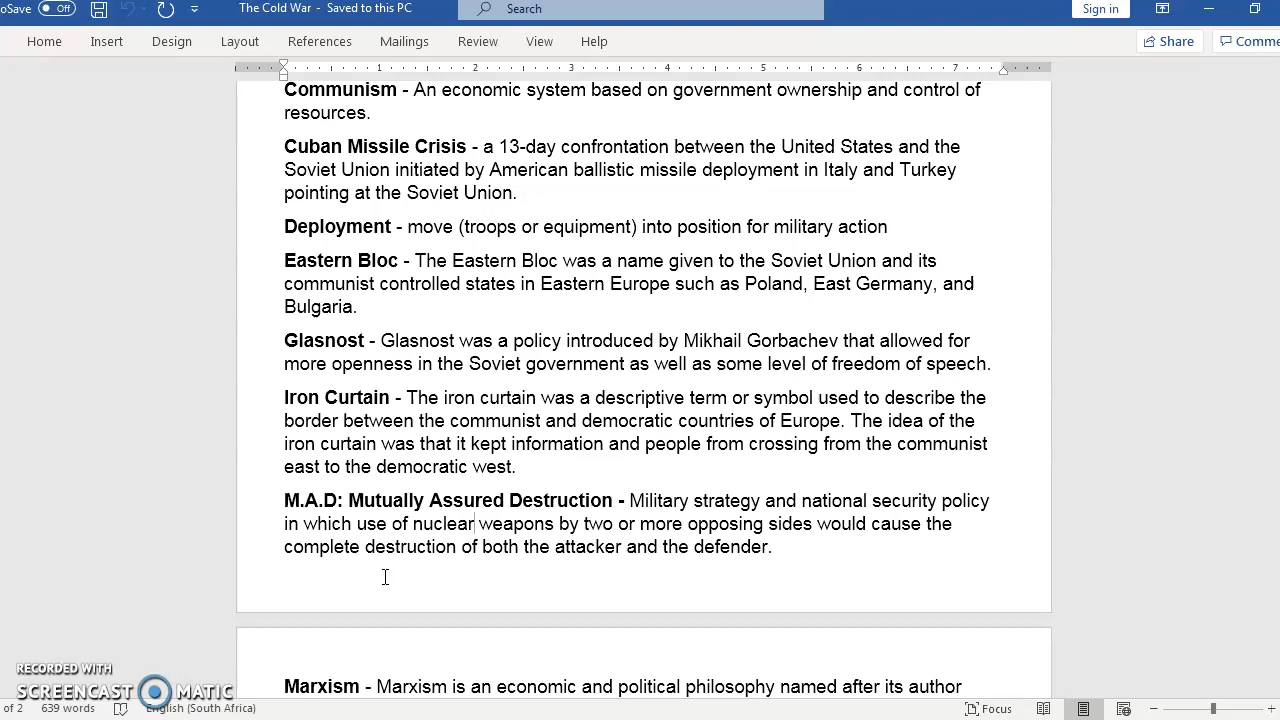 oSave Off The Cold War - Saved to this PC Search Sign in
Home Insert Design Layout References Mailings Review View Help Share Comme
1 2 3 4 5 6 7
Communism - An economic system based on government ownership and control of
resources.
Cuban Missile Crisis - a 13-day confrontation between the United States and the
Soviet Union initiated by American ballistic missile deployment in Italy and Turkey
pointing at the Soviet Union.
Deployment - move (troops or equipment) into position for military action
Eastern Bloc - The Eastern Bloc was a name given to the Soviet Union and its
communist controlled states in Eastern Europe such as Poland, East Germany, and
Bulgaria.
Glasnost - Glasnost was a policy introduced by Mikhail Gorbachev that allowed for
more openness in the Soviet government as well as some level of freedom of speech.
Iron Curtain - The iron curtain was a descriptive term or symbol used to describe the
border between the communist and democratic countries of Europe. The idea of the
iron curtain was that it kept information and people from crossing from the communist
east to the democratic west.
M.A.D: Mutually Assured Destruction - Military strategy and national security policy
in which use of nuclear weapons by two or more opposing sides would cause the
complete destruction of both the attacker and the defender.
Marxism - Marxism is an economic and political philosophy named after its author
RECORDED WITH
SCREENCAST MATIC
of 2 639 words English (South Africa) Focus